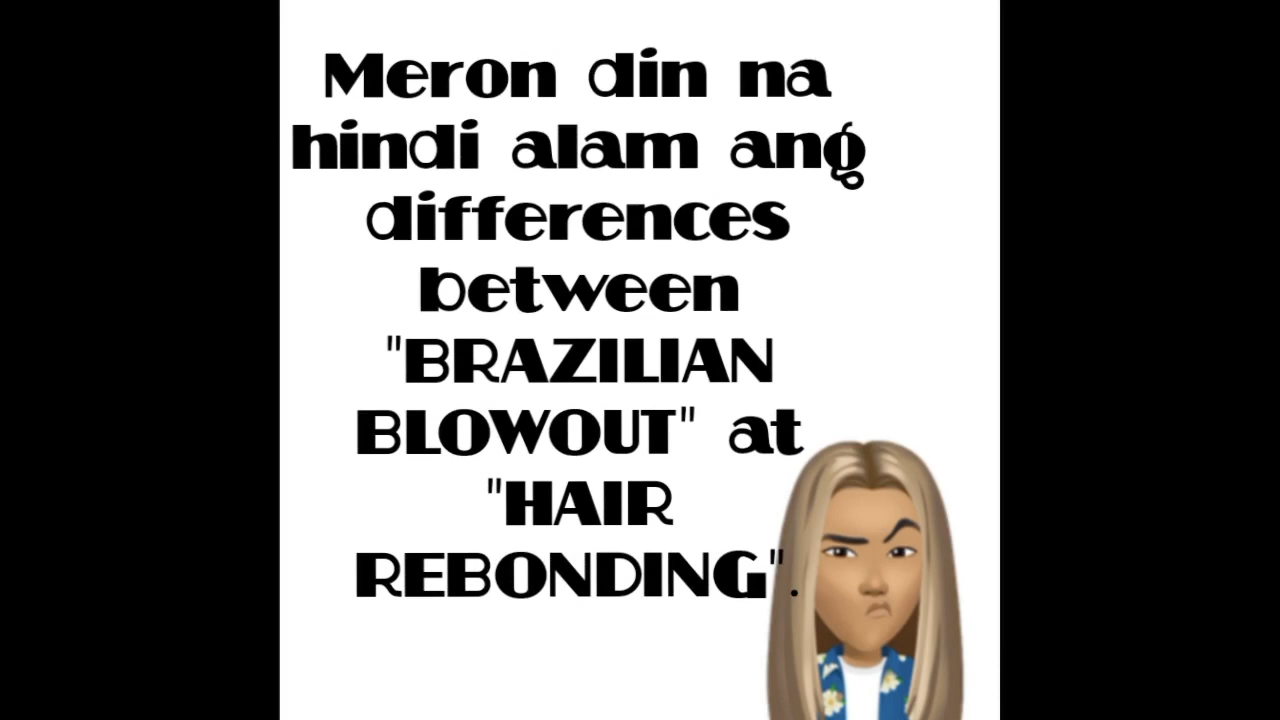 Meron din na
hindi alam ang
differences
between
"BRAZILIAN
BLOWOUT" at
"HAIR
REBONDING".